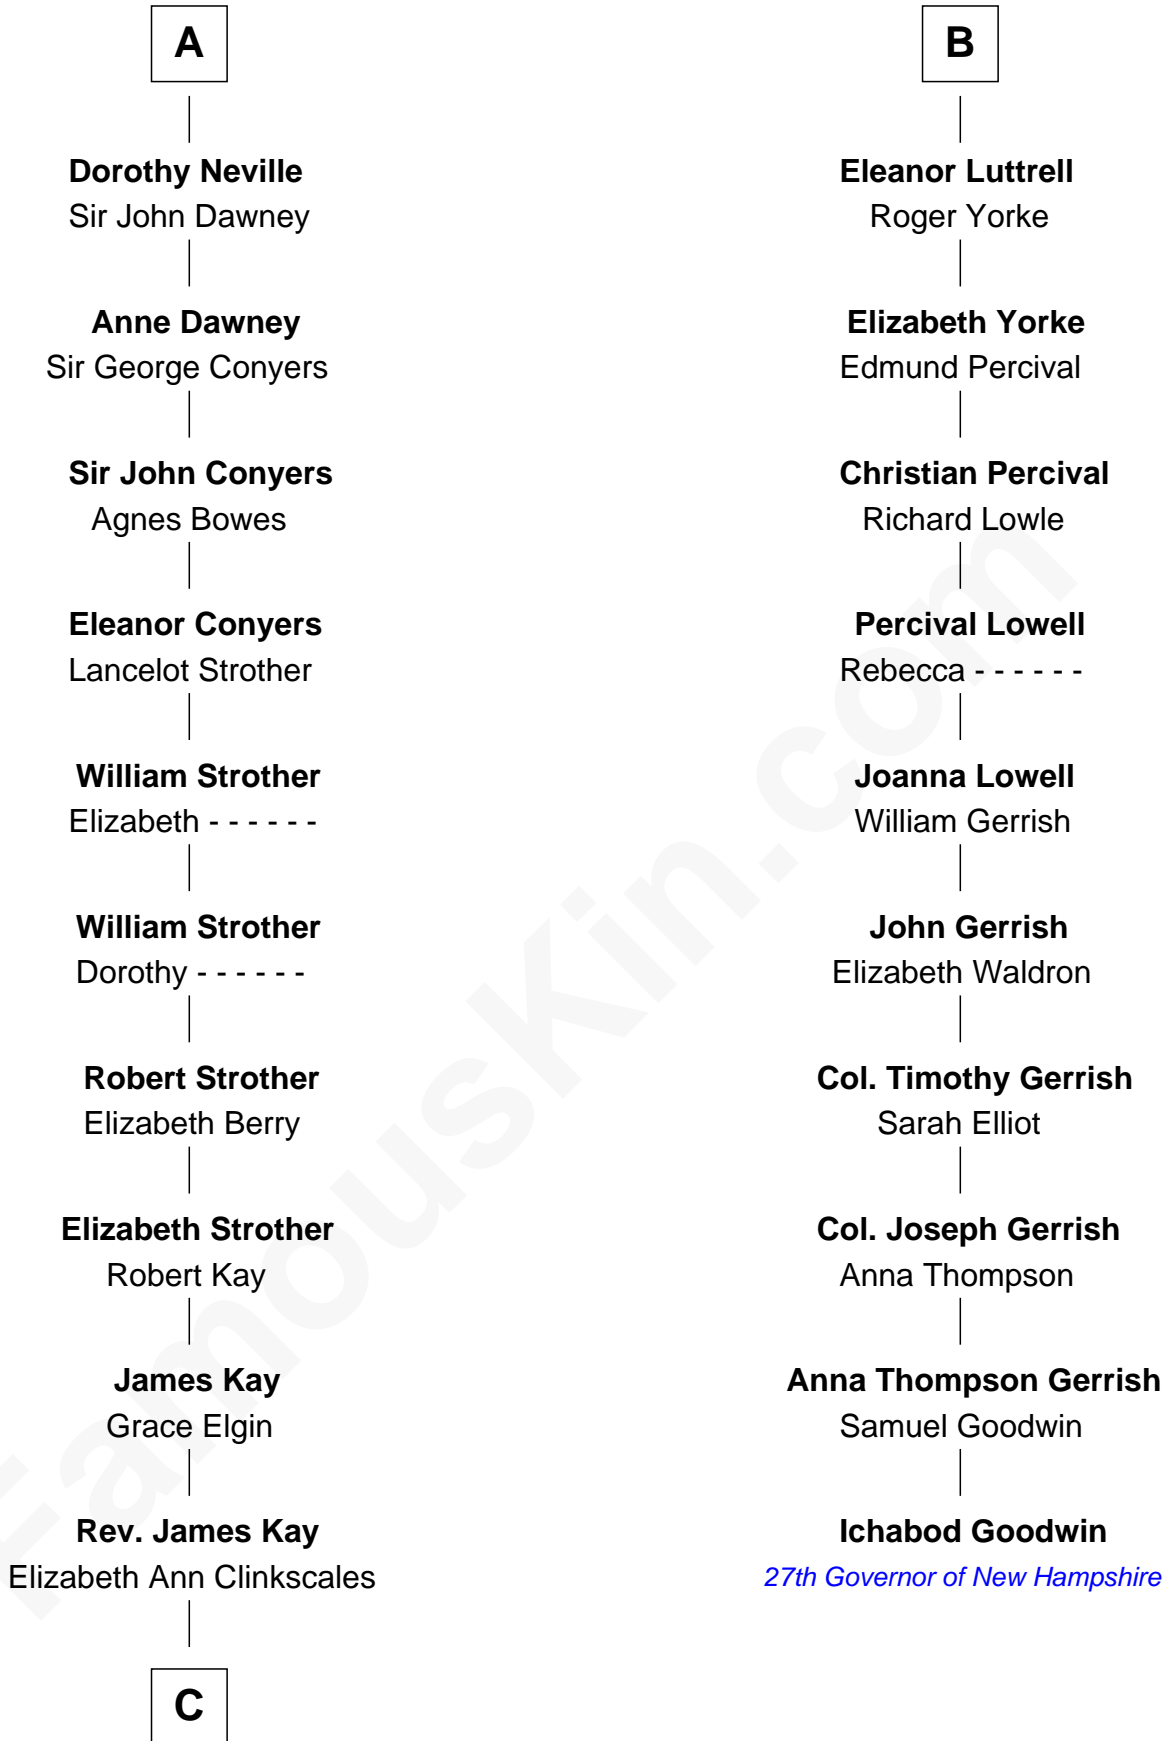 A
Dorothy Neville
Sir John Dawney
Anne Dawney
Sir George Conyers
Sir John Conyers
Agnes Bowes
Eleanor Conyers
Lancelot Strother
William Strother
Elizabeth - - - - - -
William Strother
Dorothy - - - - - -
Robert Strother
Elizabeth Berry
Elizabeth Strother
Robert Kay
James Kay
Grace Elgin
Rev. James Kay
Elizabeth Ann Clinkscales
C
B
Eleanor Luttrell
Roger Yorke
Elizabeth Yorke
Edmund Percival
Christian Percival
Richard Lowle
Percival Lowell
Rebecca - - - - - -
Joanna Lowell
William Gerrish
John Gerrish
Elizabeth Waldron
Col. Timothy Gerrish
Sarah Elliot
Col. Joseph Gerrish
Anna Thompson
Anna Thompson Gerrish
Samuel Goodwin
Ichabod Goodwin
27th Governor of New Hampshire
FamousKin.com